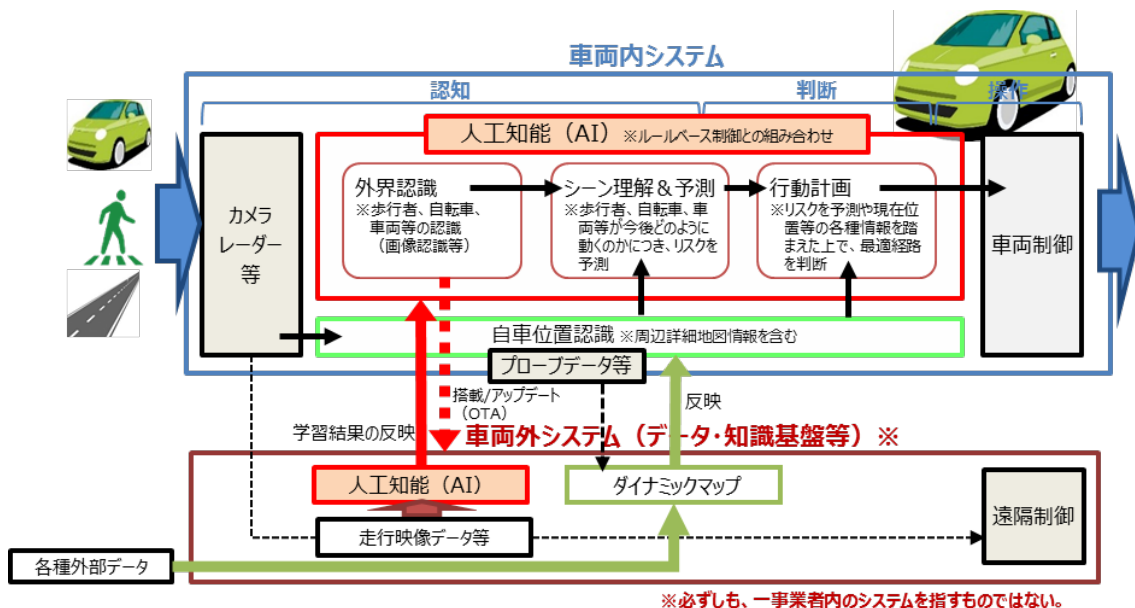 車両内システム
認知
判断
操作
人工知能（AI）※ルールベース制御との組み合わせ
カメラ
レーダー
等
外界認識
※歩行者、自転車、
車両等の認識
（画像認識等）
シーン理解＆予測
※歩行者、自転車、車
両等が今後どのように
動くのかにつき、リスクを
予測
行動計画
※リスクを予測や現在位
置等の各種情報を踏
まえた上で、最適経路
を判断
車両制御
自車位置認識 ※周辺詳細地図情報を含む
プローブデータ等
搭載/アップデート
（OTA）
反映
学習結果の反映
車両外システム（データ・知識基盤等）※
人工知能（AI）
ダイナミックマップ
遠隔制御
走行映像データ等
各種外部データ
※必ずしも、一事業者内のシステムを指すものではない。